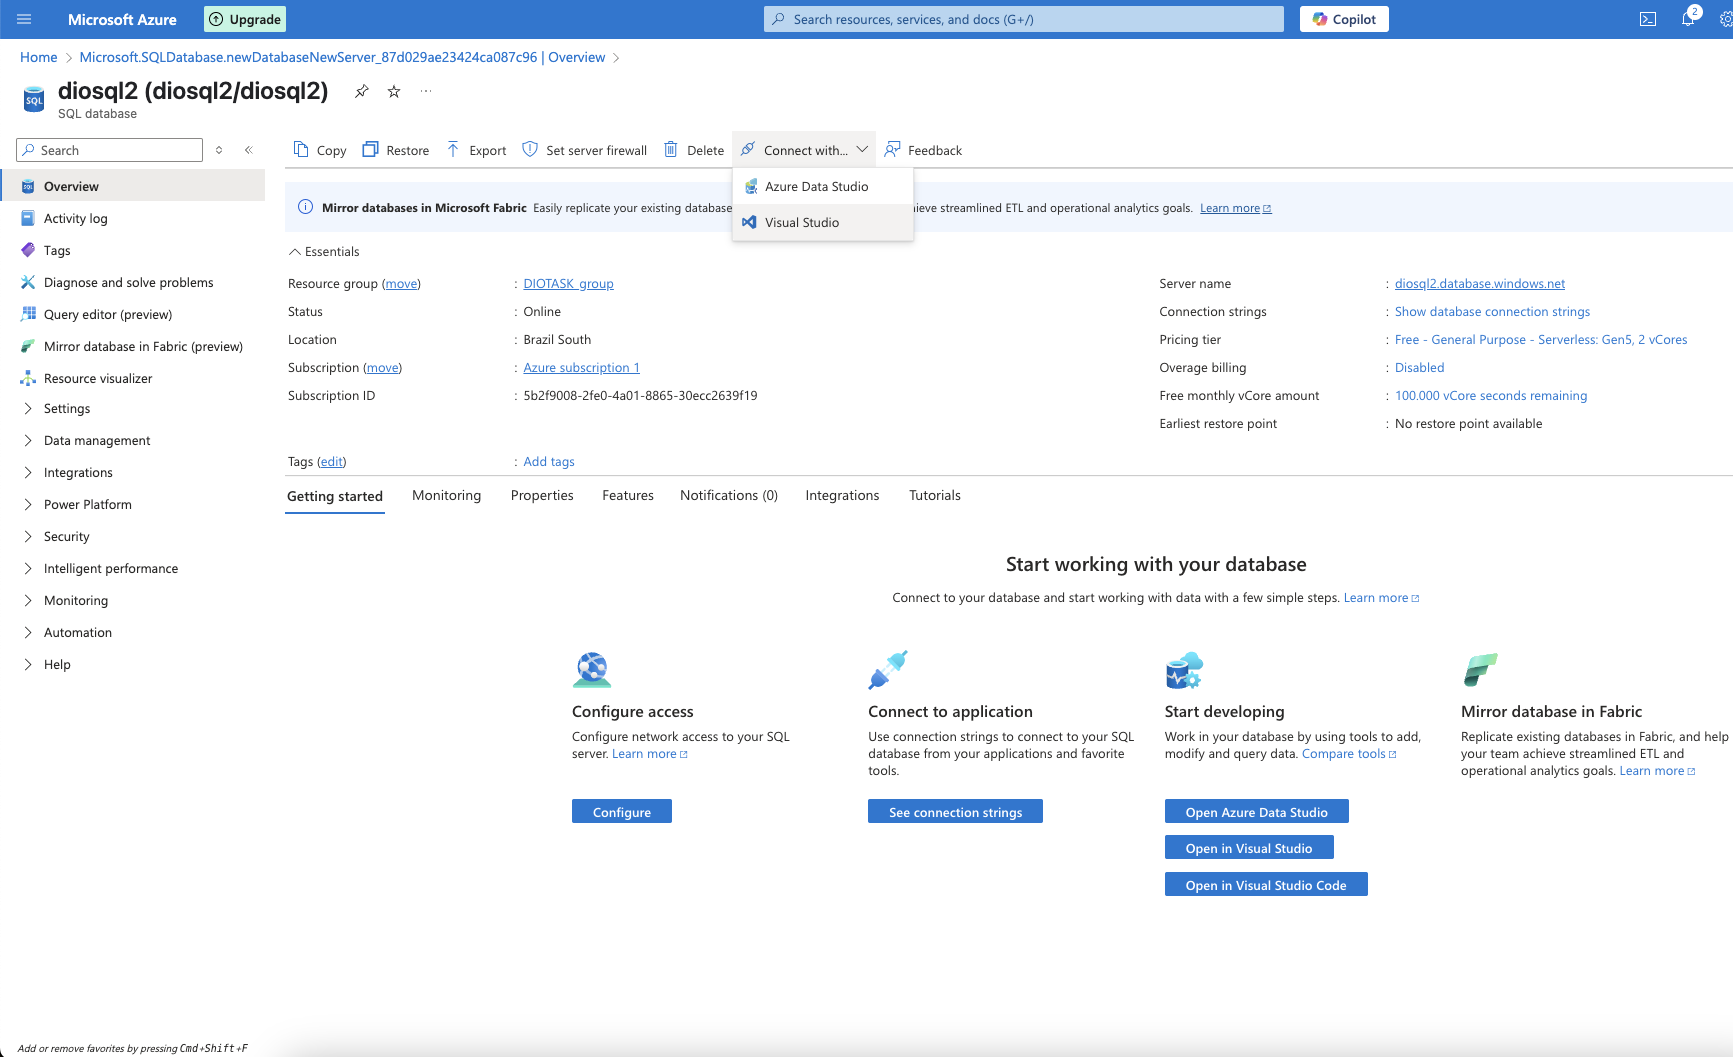 Microsoft Azure
Upgrade
Search resources, services, and docs (G+/)
Copilot
2
Home > Microsoft.SQLDatabase.newDatabaseNewServer_87d029ae23424ca087c96 | Overview >
SQL
diosql2 (diosql2/diosql2)
SQL database
Search
Copy
Restore
Export
Set server firewall
Delete
Connect with...
Feedback
Azure Data Studio
Visual Studio
Overview
Activity log
Tags
Diagnose and solve problems
Query editor (preview)
Mirror database in Fabric (preview)
Resource visualizer
Settings
Data management
Integrations
Power Platform
Security
Intelligent performance
Monitoring
Automation
Help
Mirror databases in Microsoft Fabric Easily replicate your existing database ieve streamlined ETL and operational analytics goals. Learn more
Essentials
Resource group (move) : DIOTASK_group
Status : Online
Location : Brazil South
Subscription (move) : Azure subscription 1
Subscription ID : 5b2f9008-2fe0-4a01-8865-30ecc2639f19
Server name : diosql2.database.windows.net
Connection strings : Show database connection strings
Pricing tier : Free - General Purpose - Serverless: Gen5, 2 vCores
Overage billing : Disabled
Free monthly vCore amount : 100.000 vCore seconds remaining
Earliest restore point : No restore point available
Tags (edit) : Add tags
Getting started
Monitoring
Properties
Features
Notifications (0)
Integrations
Tutorials
Start working with your database
Connect to your database and start working with data with a few simple steps. Learn more
Configure access
Configure network access to your SQL
server. Learn more
Configure
Connect to application
Use connection strings to connect to your SQL
database from your applications and favorite
tools.
See connection strings
Start developing
Work in your database by using tools to add,
modify and query data. Compare tools
Open Azure Data Studio
Open in Visual Studio
Open in Visual Studio Code
Mirror database in Fabric
Replicate existing databases in Fabric, and help
your team achieve streamlined ETL and
operational analytics goals. Learn more
Add or remove favorites by pressing Cmd+Shift+F